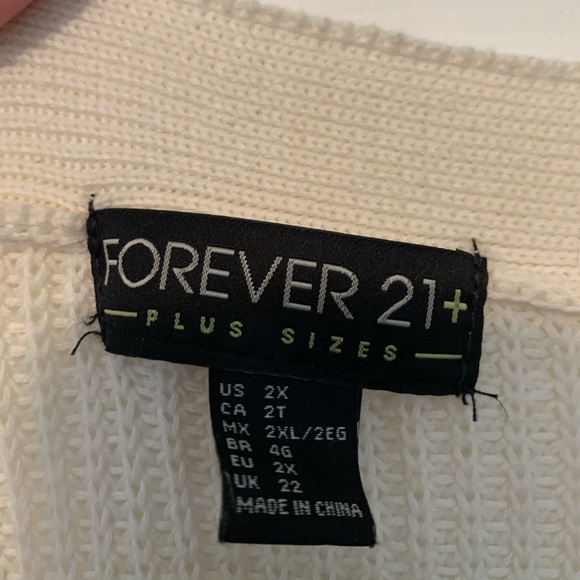 FOREVER 21+
PLUS SIZES
US 2X
CA 2T
MX 2XL/2EG
BR 4G
EU 2X
UK 22
MADE IN CHINA